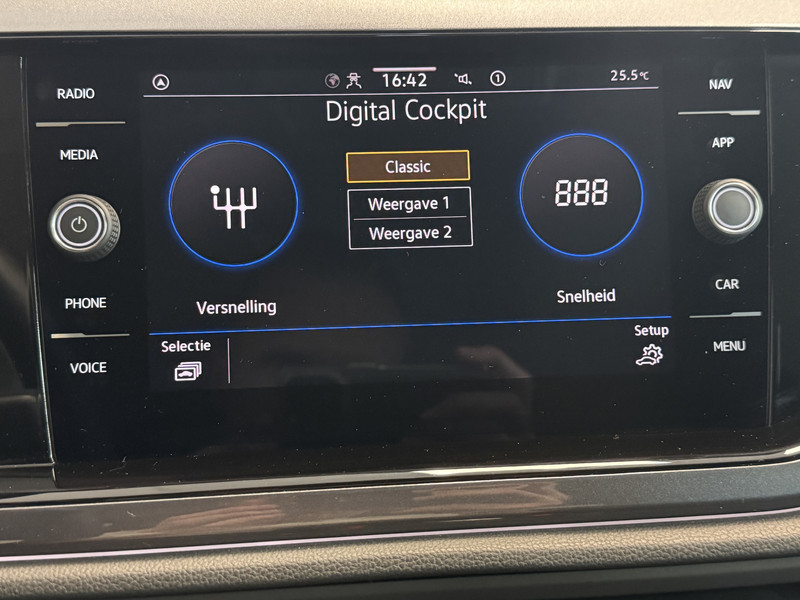 RADIO
MEDIA
PHONE
VOICE
16:42
1
25.5°C
Digital Cockpit
Classic
Weergave 1
Weergave 2
888
Versnelling
Snelheid
Selectie
Setup
NAV
APP
CAR
MENU